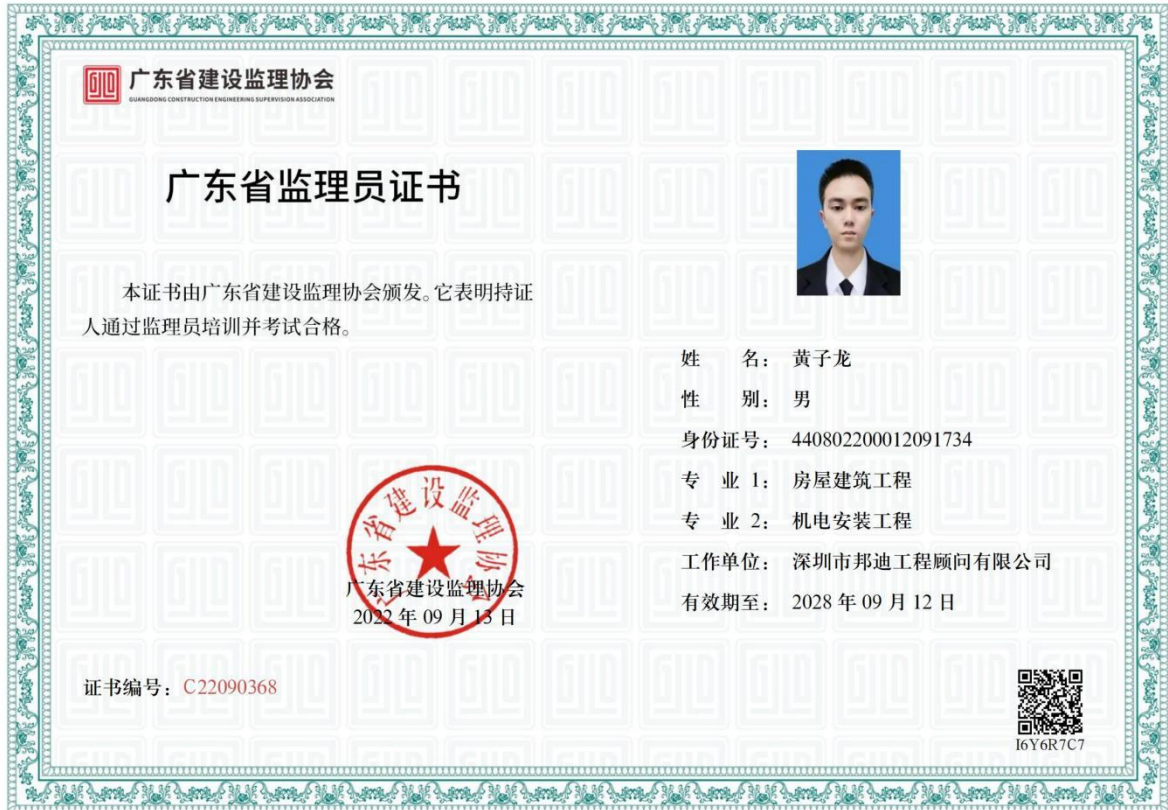 广东省建设监理协会
GUANGDONG CONSTRUCTION ENGINEERING SUPERVISION ASSOCIATION
广东省监理员证书
本证书由广东省建设监理协会颁发。它表明持证
人通过监理员培训并考试合格。
姓 名： 黄子龙
性 别： 男
身份证号： 440802200012091734
专 业 1： 房屋建筑工程
专 业 2： 机电安装工程
工作单位： 深圳市邦迪工程顾问有限公司
有效期至： 2028 年 09 月 12 日
广东省建设监理协会
广东省建设监理协会
2022 年 09 月 13 日
证书编号：C22090368
I6Y6R7C7